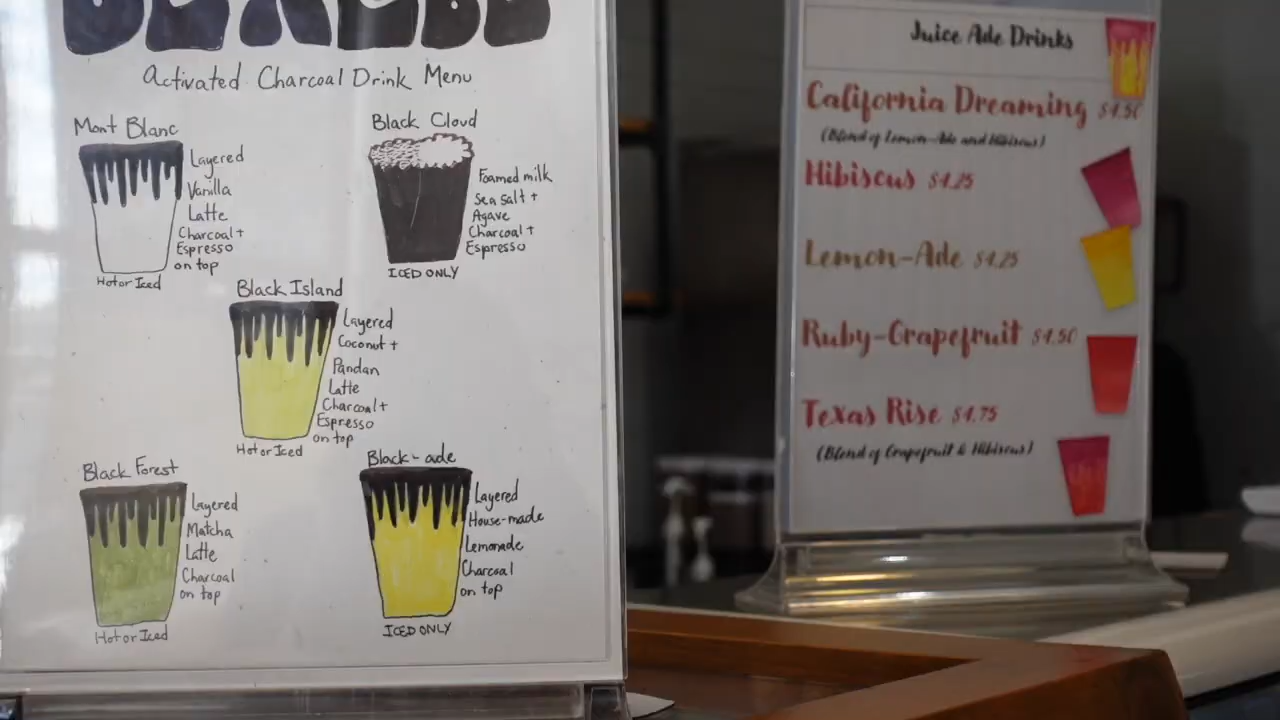 Activated Charcoal Drink Menu
Mont Blanc
Layered
Vanilla
Latte
Charcoal +
Espresso
on top
Hot or Iced
Black Cloud
Foamed milk
Sea salt +
Agave
Charcoal +
Espresso
ICED ONLY
Black Island
Layered
Coconut +
Pandan
Latte
Charcoal +
Espresso
on top
Hot or Iced
Black Forest
Layered
Matcha
Latte
Charcoal
on top
Hot or Iced
Black-ade
Layered
House-made
Lemonade
Charcoal
on top
ICED ONLY
Juice Ade Drinks
California Dreaming $4.50
(Blend of Lemon-Ade and Hibiscus)
Hibiscus $4.25
Lemon-Ade $4.25
Ruby-Grapefruit $4.50
Texas Rise $4.75
(Blend of Grapefruit & Hibiscus)